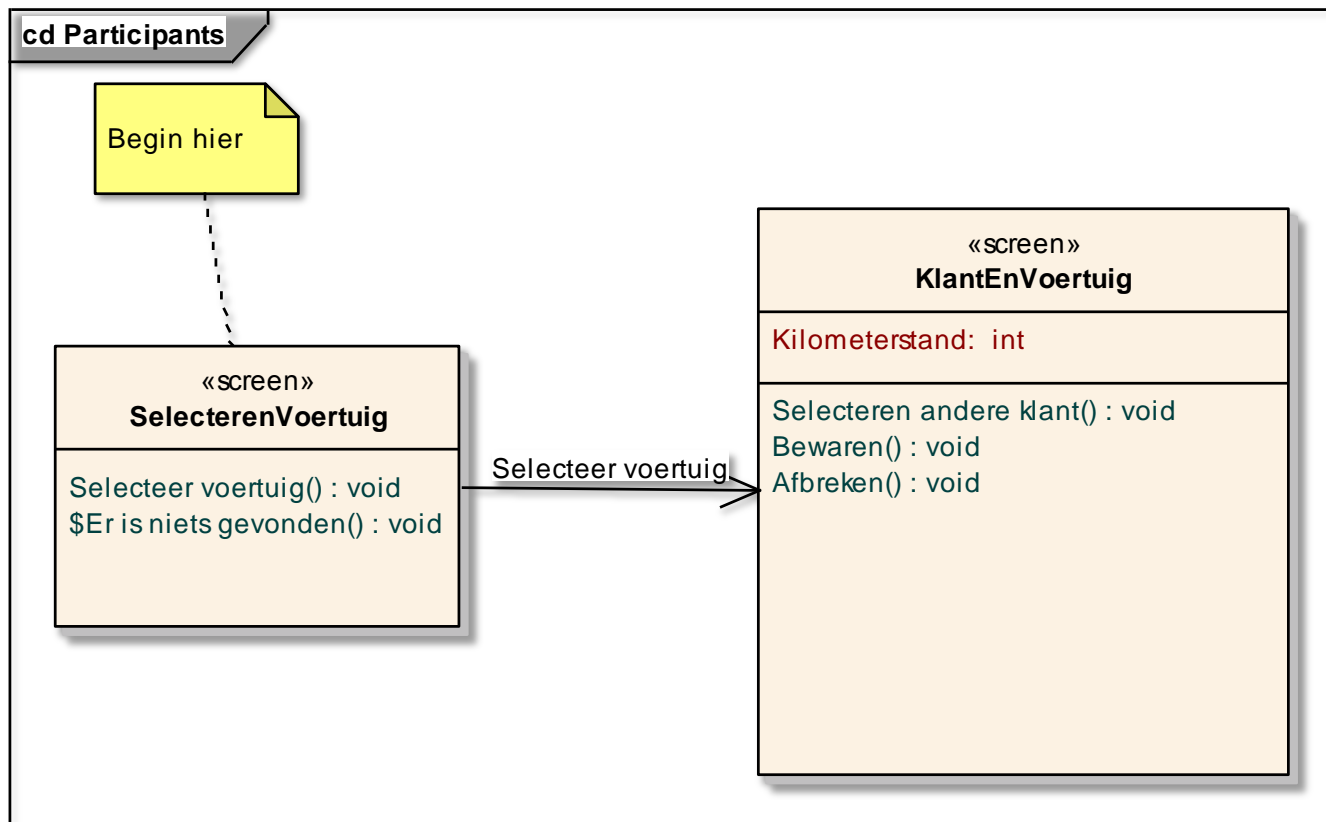 cd Participants
Begin hier
«screen»
SelecterenVoertuig
Selecteer voertuig() : void
$Er is niets gevonden() : void
Selecteer voertuig
«screen»
KlantEnVoertuig
Kilometerstand: int
Selecteren andere klant() : void
Bewaren() : void
Afbreken() : void